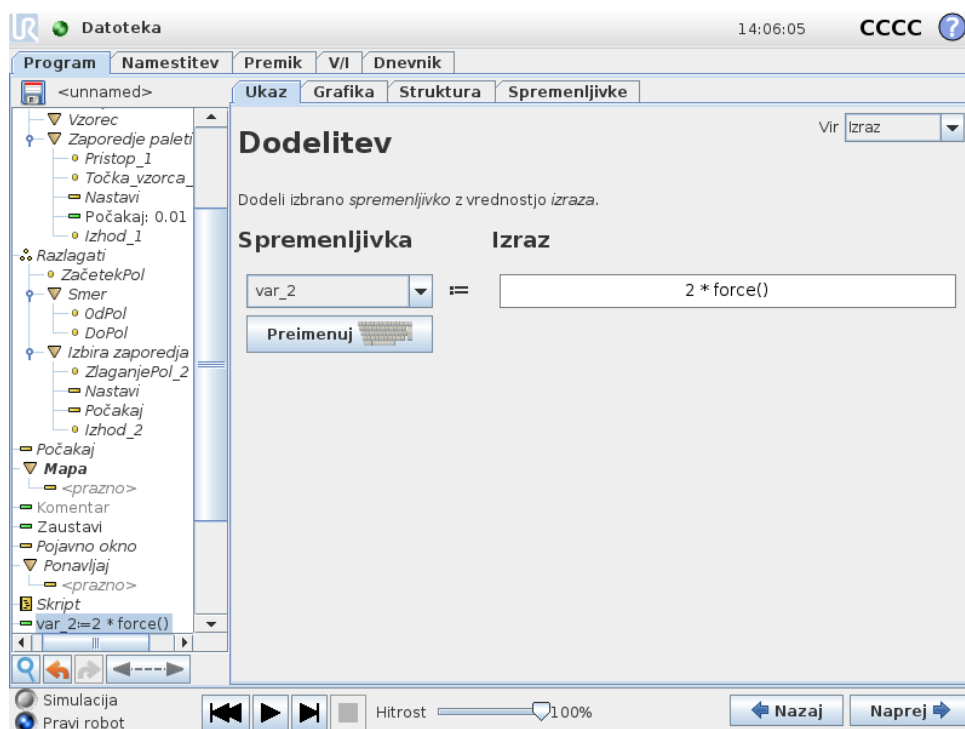 UR Datoteka 14:06:05 CCCC ?
Program Namestitev Premik V/I Dnevnik
<unnamed>
Ukaz Grafika Struktura Spremenljivke
Vzorec
Zaporedje paleti
Pristop_1
Točka_vzorca_
Nastavi
Počakaj: 0.01
Izhod_1
Razlagati
ZačetekPol
Smer
OdPol
DoPol
Izbira zaporedja
ZlaganjePol_2
Nastavi
Počakaj
Izhod_2
Počakaj
Mapa
<prazno>
Komentar
Zaustavi
Pojavno okno
Ponavljaj
<prazno>
Skript
var_2:=2 * force()
Vir Izraz
Dodelitev
Dodeli izbrano spremenljivko z vrednostjo izraza.
Spremenljivka Izraz
var_2 := 2 * force()
Preimenuj
Simulacija
Pravi robot
Hitrost 100%
Nazaj Naprej